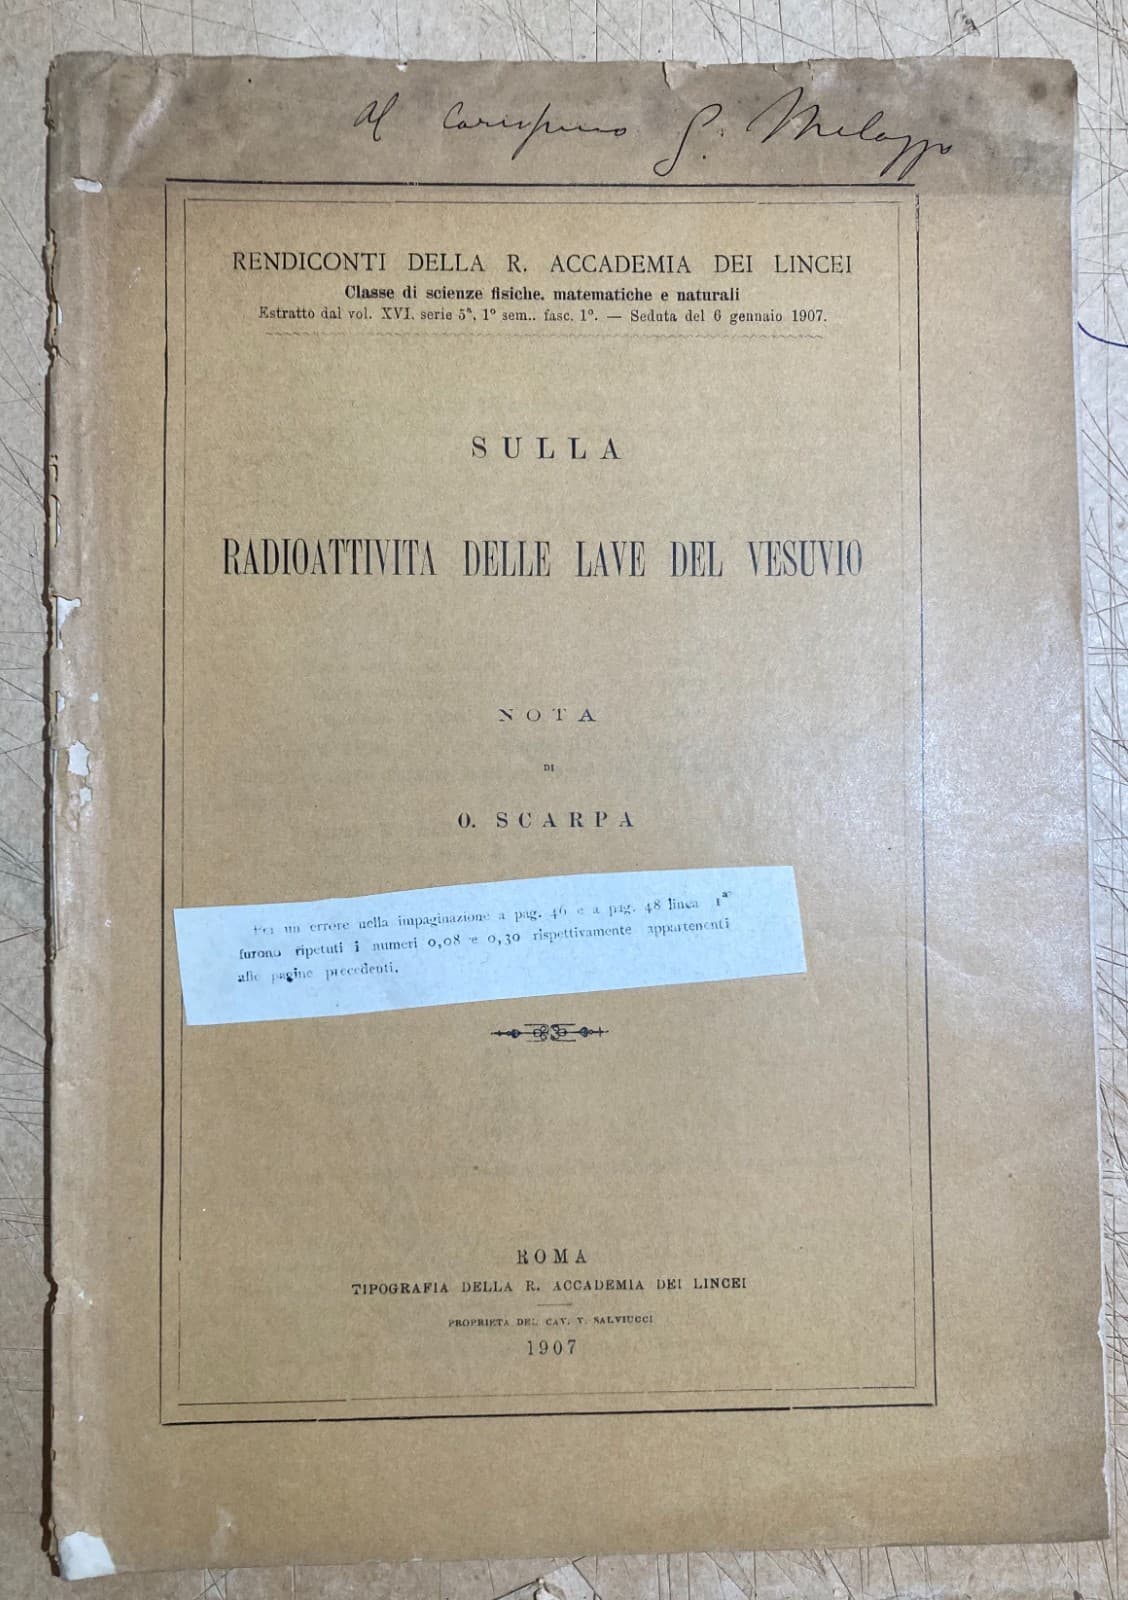 Al carissimo G. Melazzo
RENDICONTI DELLA R. ACCADEMIA DEI LINCEI
Classe di scienze fisiche, matematiche e naturali
Estratto dal vol. XVI, serie 5ª, 1º sem.. fasc. 1º. — Seduta del 6 gennaio 1907.
SULLA
RADIOATTIVITA DELLE LAVE DEL VESUVIO
NOTA
DI
O. SCARPA
Per un errore nella impaginazione a pag. 46 e a pag. 48 linea 1ª
furono ripetuti i numeri 0,08 e 0,30 rispettivamente appartenenti
alle pagine precedenti.
ROMA
TIPOGRAFIA DELLA R. ACCADEMIA DEI LINCEI
PROPRIETA DEL CAV. V. SALVIUCCI
1907